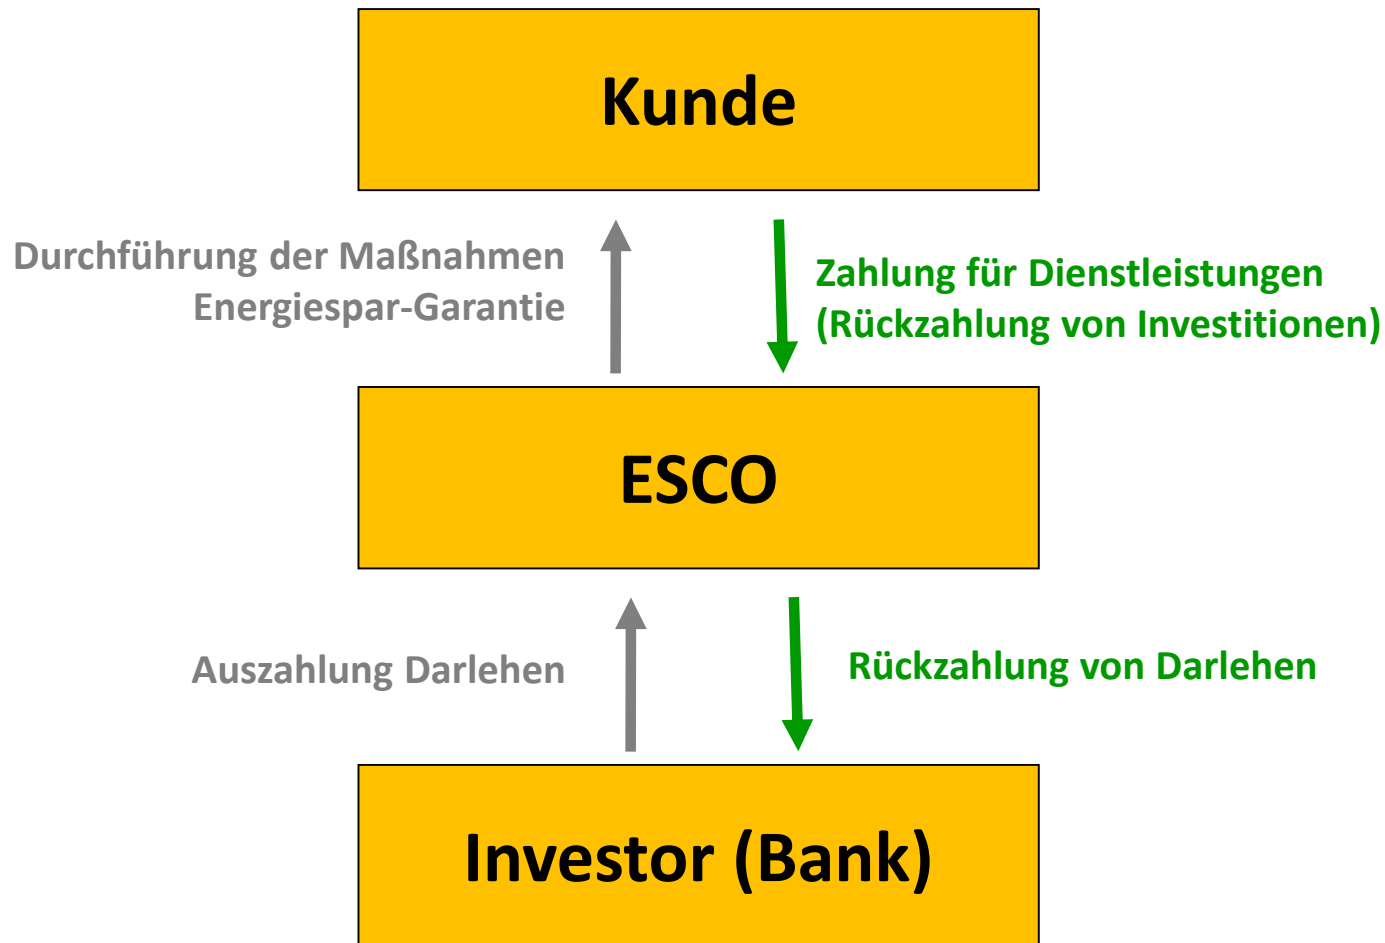 Kunde
Durchführung der Maßnahmen
Energiespar-Garantie
Zahlung für Dienstleistungen
(Rückzahlung von Investitionen)
ESCO
Auszahlung Darlehen
Rückzahlung von Darlehen
Investor (Bank)